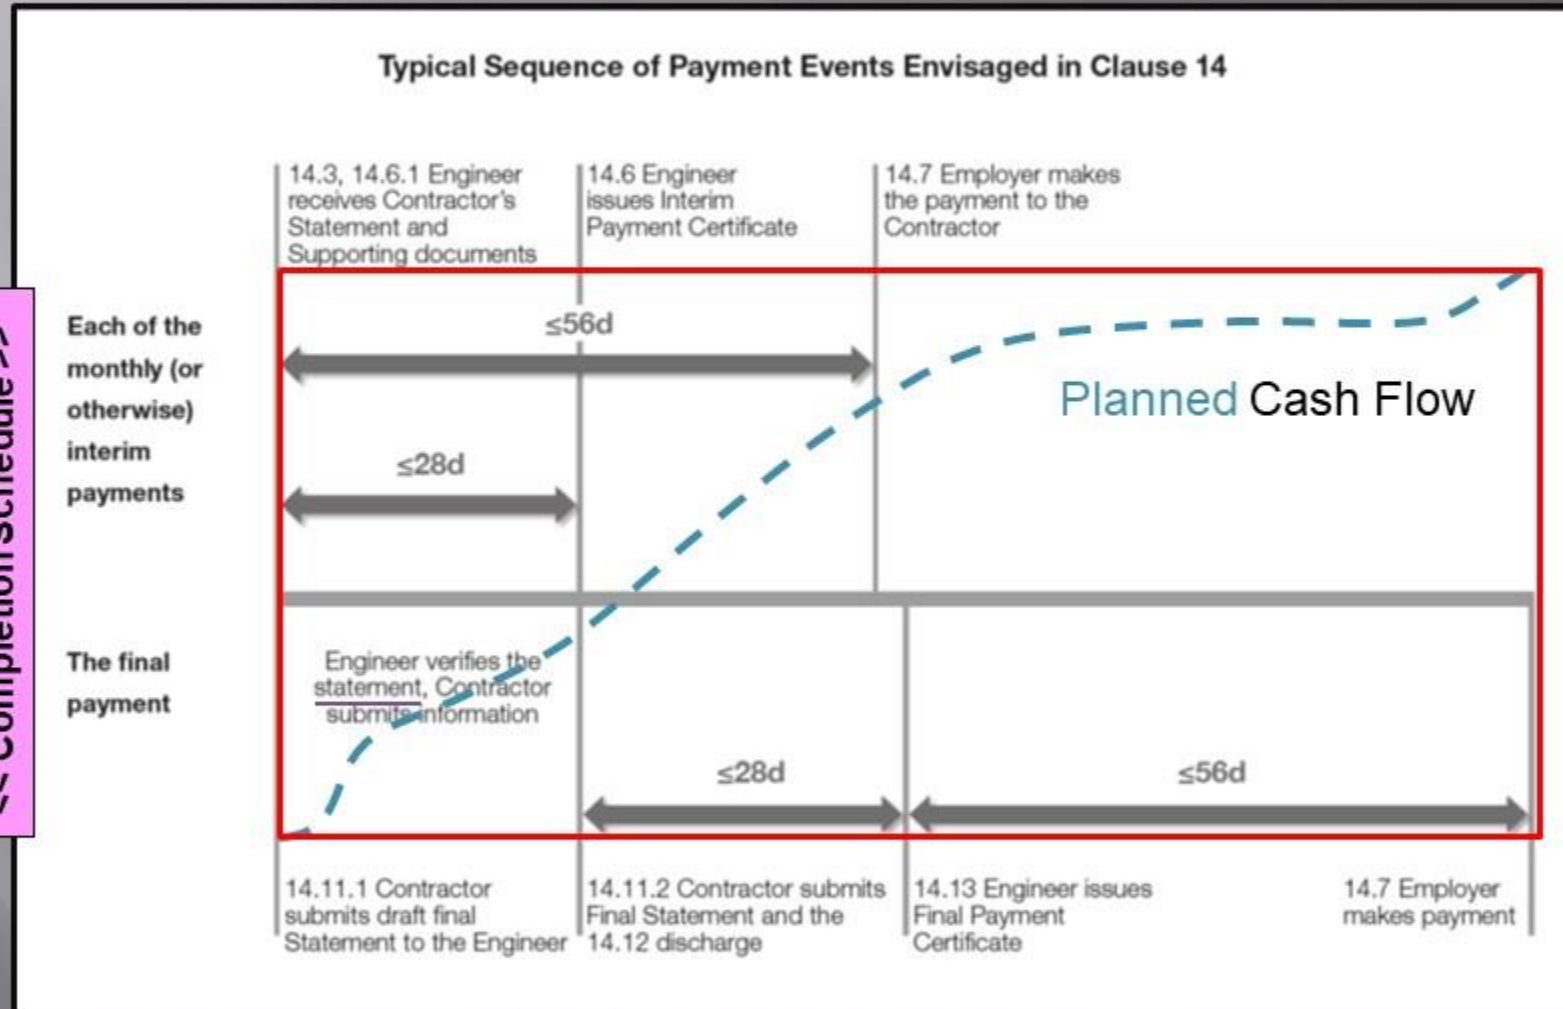 Typical Sequence of Payment Events Envisaged in Clause 14
14.3, 14.6.1 Engineer
receives Contractor's
Statement and
Supporting documents
14.6 Engineer
issues Interim
Payment Certificate
14.7 Employer makes
the payment to the
Contractor
<< Completion Schedule >>
Each of the
monthly (or
otherwise)
interim
payments
≤56d
≤28d
Planned Cash Flow
The final
payment
Engineer verifies the
statement, Contractor
submits information
≤28d
≤56d
14.11.1 Contractor
submits draft final
Statement to the Engineer
14.11.2 Contractor submits
Final Statement and the
14.12 discharge
14.13 Engineer issues
Final Payment
Certificate
14.7 Employer
makes payment